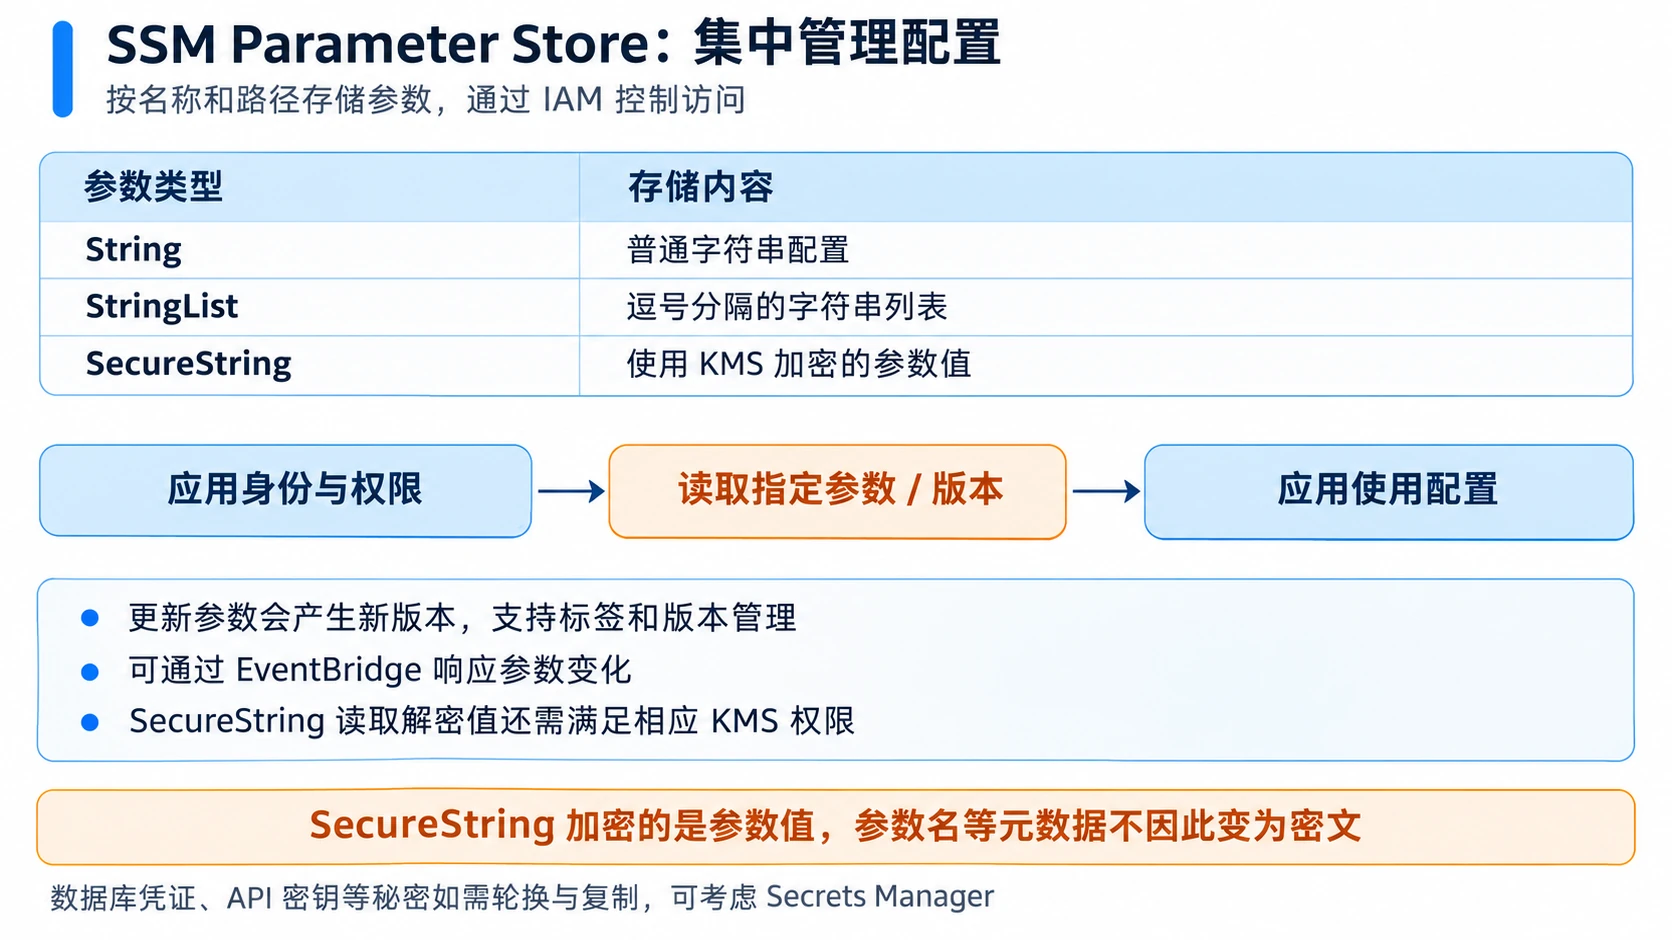 SSM Parameter Store：集中管理配置
按名称和路径存储参数，通过 IAM 控制访问
参数类型
存储内容
String
普通字符串配置
StringList
逗号分隔的字符串列表
SecureString
使用 KMS 加密的参数值
应用身份与权限
读取指定参数 / 版本
应用使用配置
更新参数会产生新版本，支持标签和版本管理
可通过 EventBridge 响应参数变化
SecureString 读取解密值还需满足相应 KMS 权限
SecureString 加密的是参数值，参数名等元数据不因此变为密文
数据库凭证、API 密钥等秘密如需轮换与复制，可考虑 Secrets Manager